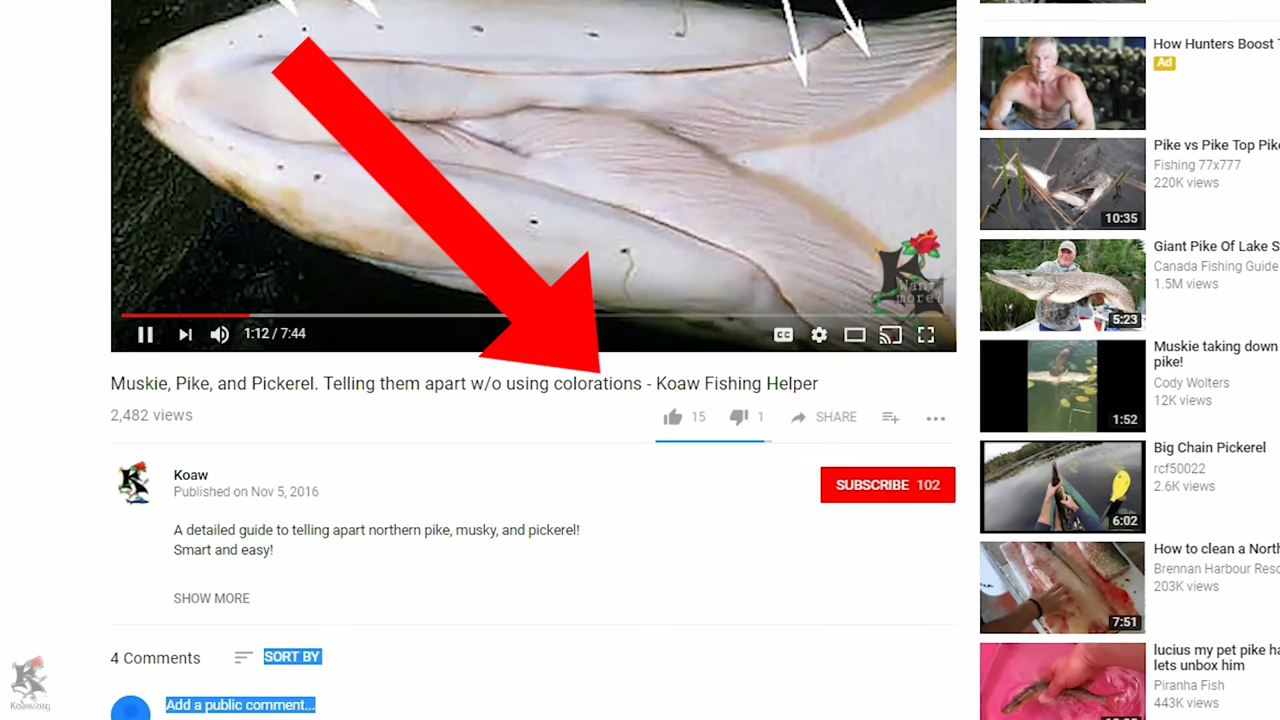 Want
more?
1:12 / 7:44
CC
Muskie, Pike, and Pickerel. Telling them apart w/o using colorations - Koaw Fishing Helper
2,482 views
15
1
SHARE
Koaw
Published on Nov 5, 2016
SUBSCRIBE 102
A detailed guide to telling apart northern pike, musky, and pickerel!
Smart and easy!
SHOW MORE
4 Comments
SORT BY
Add a public comment...
Koaw.org
How Hunters Boost
Ad
Pike vs Pike Top
Fishing 77x777
220K views
10:35
Giant Pike Of Lake
Canada Fishing Guide
1.5M views
5:23
Muskie taking down
pike!
Cody Wolters
12K views
1:52
Big Chain Pickerel
rcf50022
2.6K views
6:02
How to clean a
Brennan Harbour
203K views
7:51
lucius my pet pike
lets unbox him
Piranha Fish
443K views